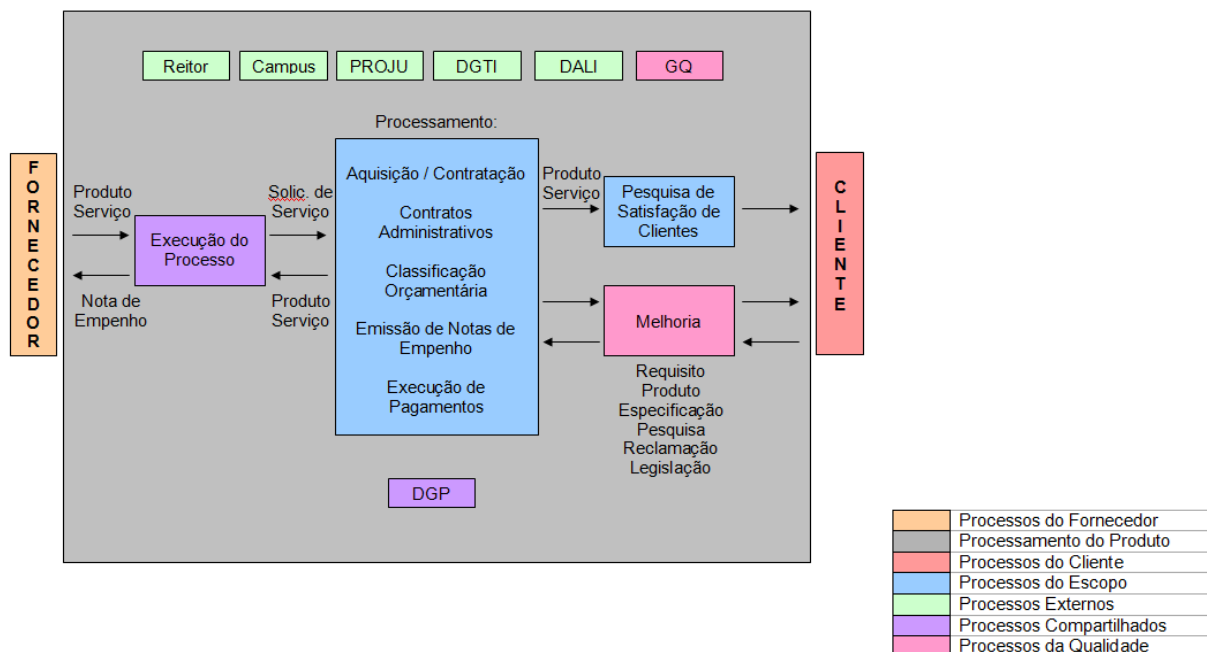 Reitor
Campus
PROJU
DGTI
DALI
GQ
Processamento:
FORNECEDOR
Produto
Serviço
Nota de
Empenho
Execução do
Processo
Solic. de
Serviço
Produto
Serviço
Aquisição / Contratação
Contratos
Administrativos
Classificação
Orçamentária
Emissão de Notas de
Empenho
Execução de
Pagamentos
Produto
Serviço
Pesquisa de
Satisfação de
Clientes
Melhoria
Requisito
Produto
Especificação
Pesquisa
Reclamação
Legislação
CLIENTE
DGP
Processos do Fornecedor
Processamento do Produto
Processos do Cliente
Processos do Escopo
Processos Externos
Processos Compartilhados
Processos da Qualidade